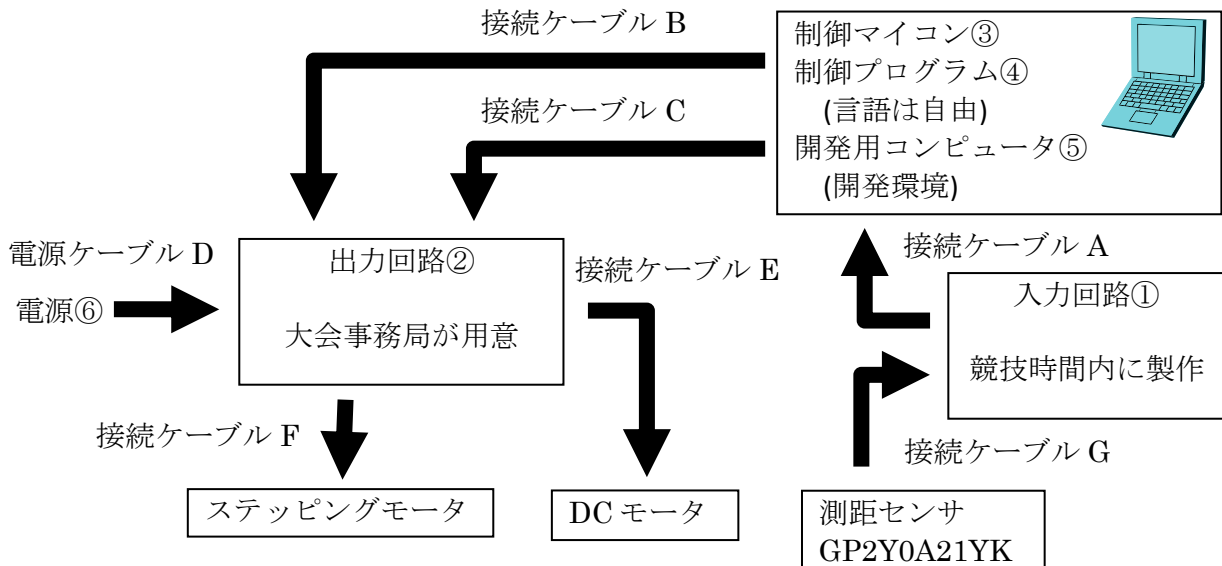 接続ケーブル B
制御マイコン③
制御プログラム④
(言語は自由)
開発用コンピュータ⑤
(開発環境)
接続ケーブル C
電源ケーブル D
電源⑥
出力回路②
大会事務局が用意
接続ケーブル E
接続ケーブル A
入力回路①
競技時間内に製作
接続ケーブル F
接続ケーブル G
ステッピングモータ
DC モータ
測距センサ
GP2Y0A21YK